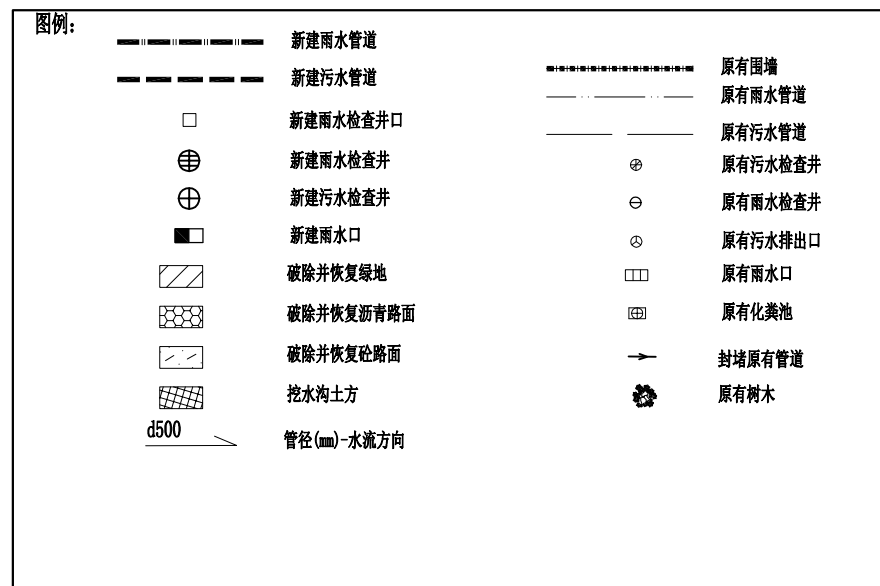 图例:
新建雨水管道
新建污水管道
新建雨水检查井口
新建雨水检查井
新建污水检查井
新建雨水口
破除并恢复绿地
破除并恢复沥青路面
破除并恢复砼路面
挖水沟土方
d500
管径(mm)-水流方向
原有围墙
原有雨水管道
原有污水管道
原有污水检查井
原有雨水检查井
原有污水排出口
原有雨水口
原有化粪池
封堵原有管道
原有树木